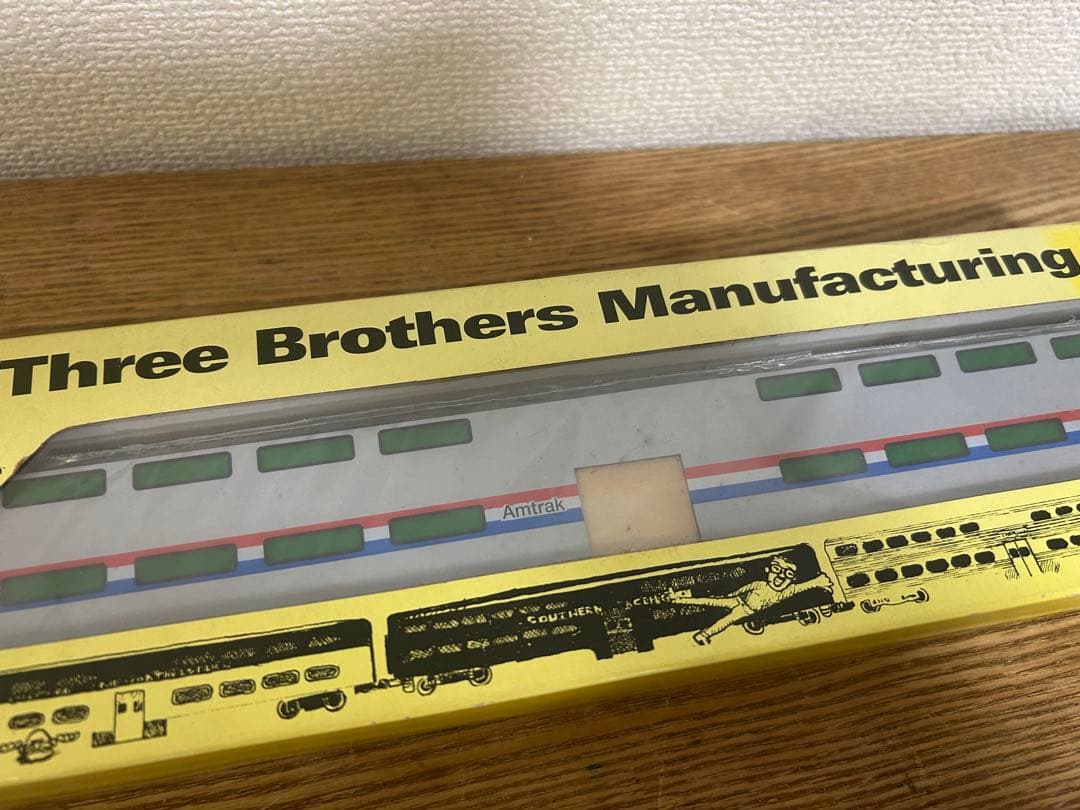 Three Brothers Manufacturing
Amtrak
SOUTHERN